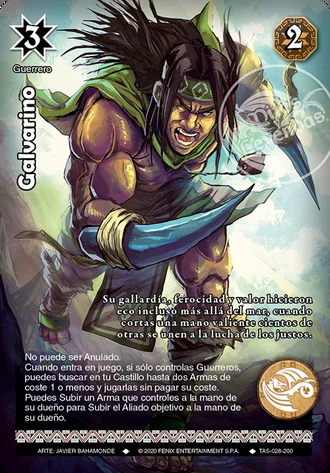 3
2
Guerrero
Galvarino
Su gallardía, ferocidad y valor hicieron
eco incluso más allá del mar, cuando
cortas una mano valiente cientos de
otras se unen a la lucha de los justos.
No puede ser Anulado.
Cuando entra en juego, si sólo controlas Guerreros,
puedes buscar en tu Castillo hasta dos Armas de
coste 1 o menos y jugarlas sin pagar su coste.
Puedes Subir un Arma que controles a la mano de
su dueño para Subir el Aliado objetivo a la mano de
su dueño.
ARTE: JAVIER BAHAMONDE ◆ © 2020 FENIX ENTERTAINMENT S.P.A. ◆ TAS-028-200